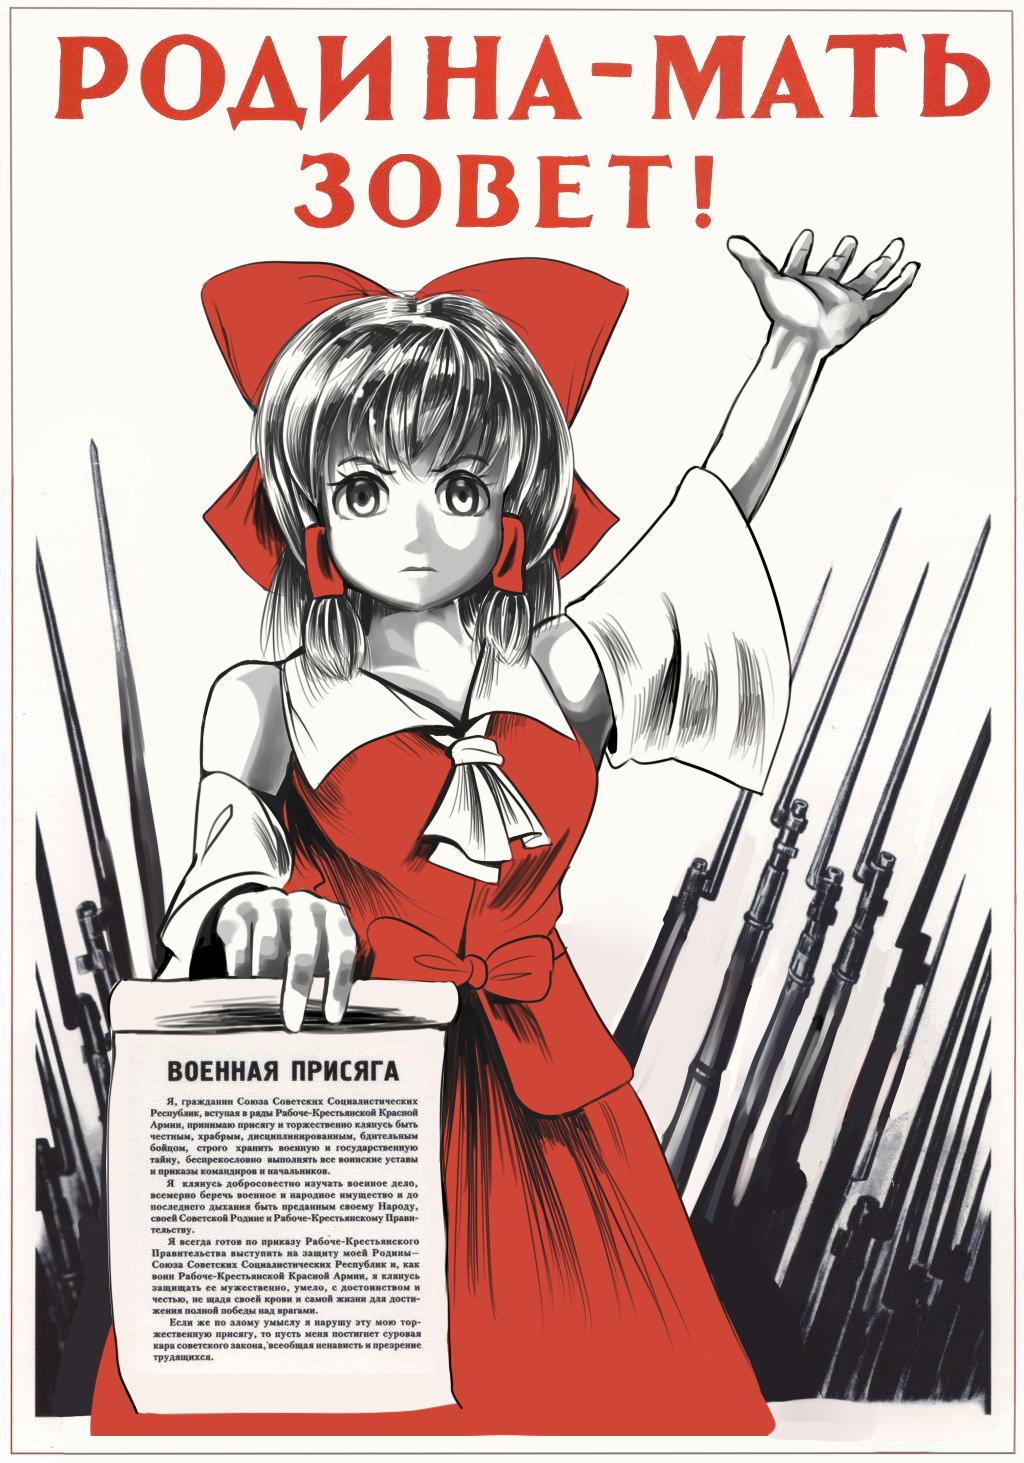 РОДИНА-МАТЬ
ЗОВЕТ!
ВОЕННАЯ ПРИСЯГА
Я, гражданин Союза Советских Социалистических
Республик, вступая в ряды Рабоче-Крестьянской Красной
Армии, принимаю присягу и торжественно клянусь быть
честным, храбрым, дисциплинированным, бдительным
бойцом, строго хранить военную и государственную
тайну, беспрекословно выполнять все воинские уставы
и приказы командиров и начальников.
Я клянусь добросовестно изучать военное дело,
всемерно беречь военное и народное имущество и до
последнего дыхания быть преданным своему Народу,
своей Советской Родине и Рабоче-Крестьянскому Прави-
тельству.
Я всегда готов по приказу Рабоче-Крестьянского
Правительства выступить на защиту моей Родины—
Союза Советских Социалистических Республик и, как
воин Рабоче-Крестьянской Красной Армии, я клянусь
защищать ее мужественно, умело, с достоинством и
честью, не щадя своей крови и самой жизни для дости-
жения полной победы над врагами.
Если же по злому умыслу я нарушу эту мою тор-
жественную присягу, то пусть меня постигнет суровая
кара советского закона, всеобщая ненависть и презрение
трудящихся.